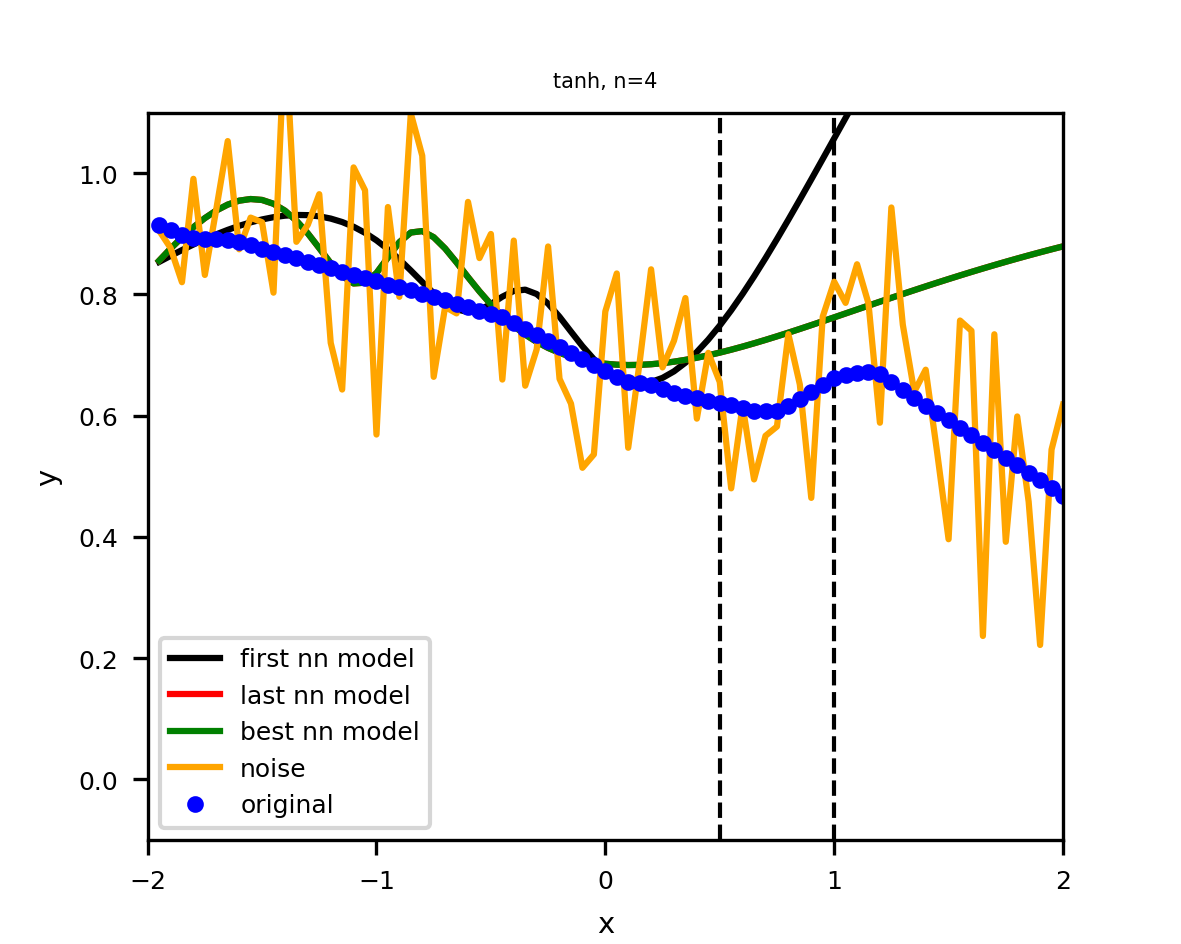 tanh, n=4
1.0
0.8
0.6
0.4
0.2
0.0
y
first nn model
last nn model
best nn model
noise
original
−2
−1
0
1
2
x